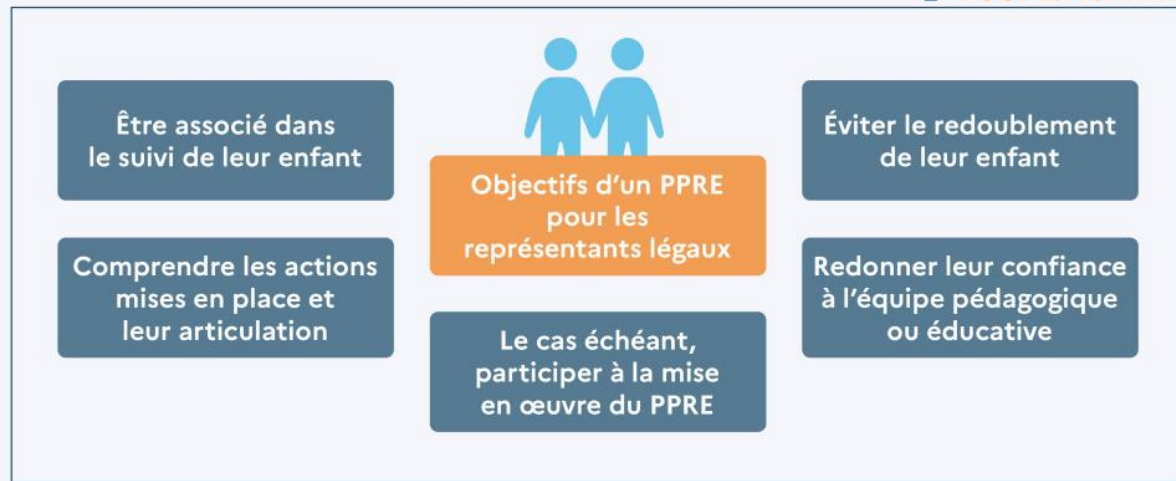 Être associé dans
le suivi de leur enfant
Comprendre les actions
mises en place et
leur articulation
Objectifs d'un PPRE
pour les
représentants légaux
Le cas échéant,
participer à la mise
en œuvre du PPRE
Éviter le redoublement
de leur enfant
Redonner leur confiance
à l'équipe pédagogique
ou éducative